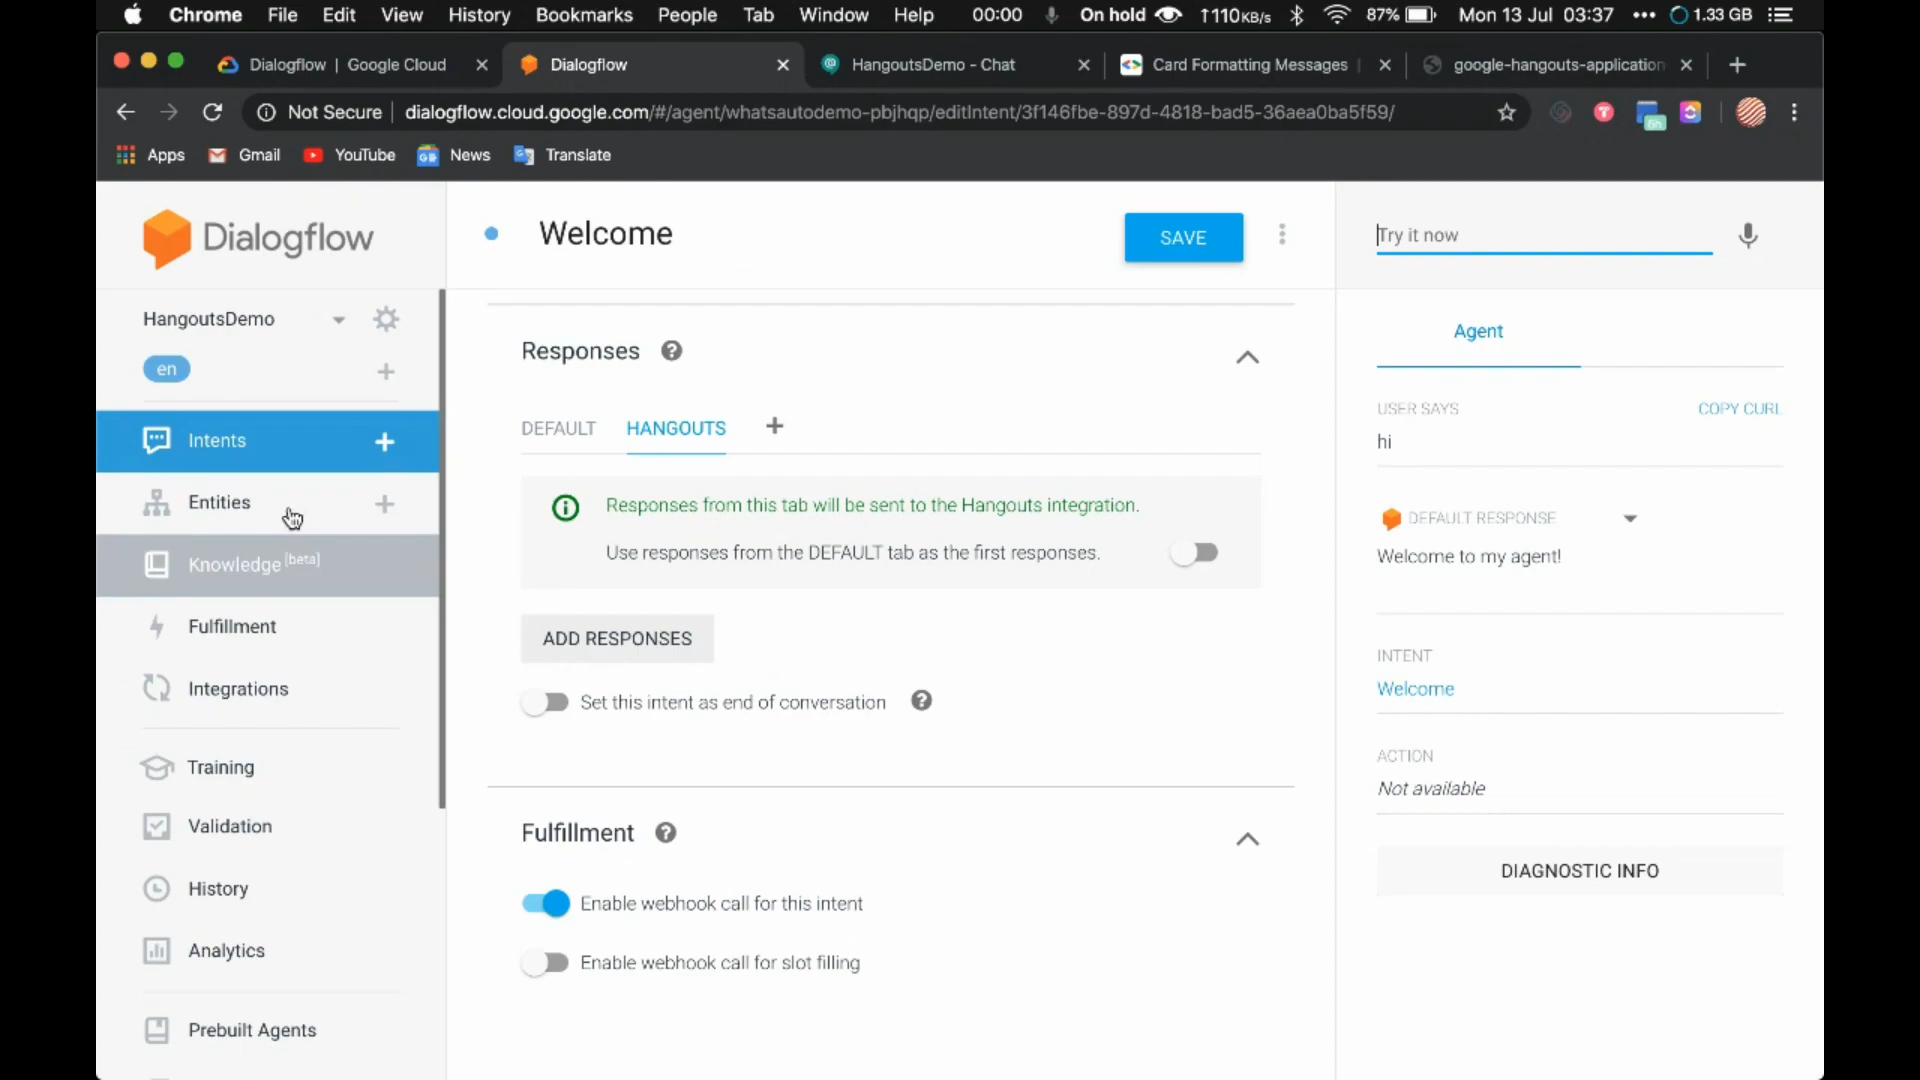 Chrome File Edit View History Bookmarks People Tab Window Help 00:00 On hold ↑110KB/s 87% Mon 13 Jul 03:37 ••• 1.33 GB
Dialogflow | Google Cloud
Dialogflow
HangoutsDemo - Chat
Card Formatting Messages |
google-hangouts-application
Not Secure | dialogflow.cloud.google.com/#/agent/whatsautodemo-pbjhqp/editIntent/3f146fbe-897d-4818-bad5-36aea0ba5f59/
Apps Gmail YouTube News Translate
Dialogflow
HangoutsDemo
en
Intents
Entities
Knowledge [beta]
Fulfillment
Integrations
Training
Validation
History
Analytics
Prebuilt Agents
Welcome
SAVE
Responses
DEFAULT HANGOUTS
Responses from this tab will be sent to the Hangouts integration.
Use responses from the DEFAULT tab as the first responses.
ADD RESPONSES
Set this intent as end of conversation
Fulfillment
Enable webhook call for this intent
Enable webhook call for slot filling
Try it now
Agent
USER SAYS COPY CURL
hi
DEFAULT RESPONSE
Welcome to my agent!
INTENT
Welcome
ACTION
Not available
DIAGNOSTIC INFO